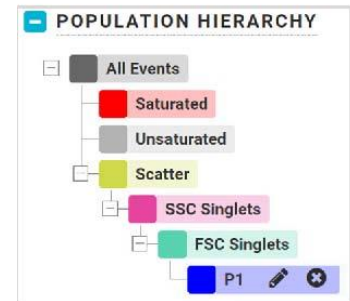 POPULATION HIERARCHY
All Events
Saturated
Unsaturated
Scatter
SSC Singlets
FSC Singlets
P1